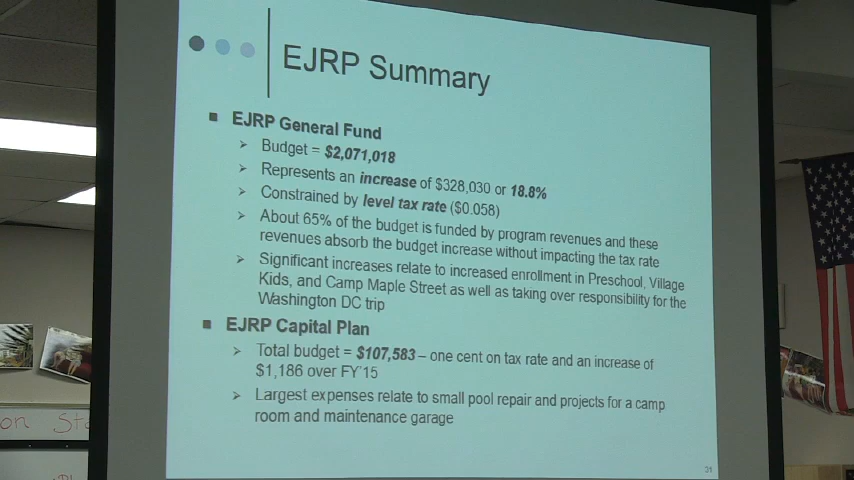 EJRP Summary
■ EJRP General Fund
➢ Budget = $2,071,018
➢ Represents an increase of $328,030 or 18.8%
➢ Constrained by level tax rate ($0.058)
➢ About 65% of the budget is funded by program revenues and these
revenues absorb the budget increase without impacting the tax rate
➢ Significant increases relate to increased enrollment in Preschool, Village
Kids, and Camp Maple Street as well as taking over responsibility for the
Washington DC trip
■ EJRP Capital Plan
➢ Total budget = $107,583 – one cent on tax rate and an increase of
$1,186 over FY'15
➢ Largest expenses relate to small pool repair and projects for a camp
room and maintenance garage
31
on Sta